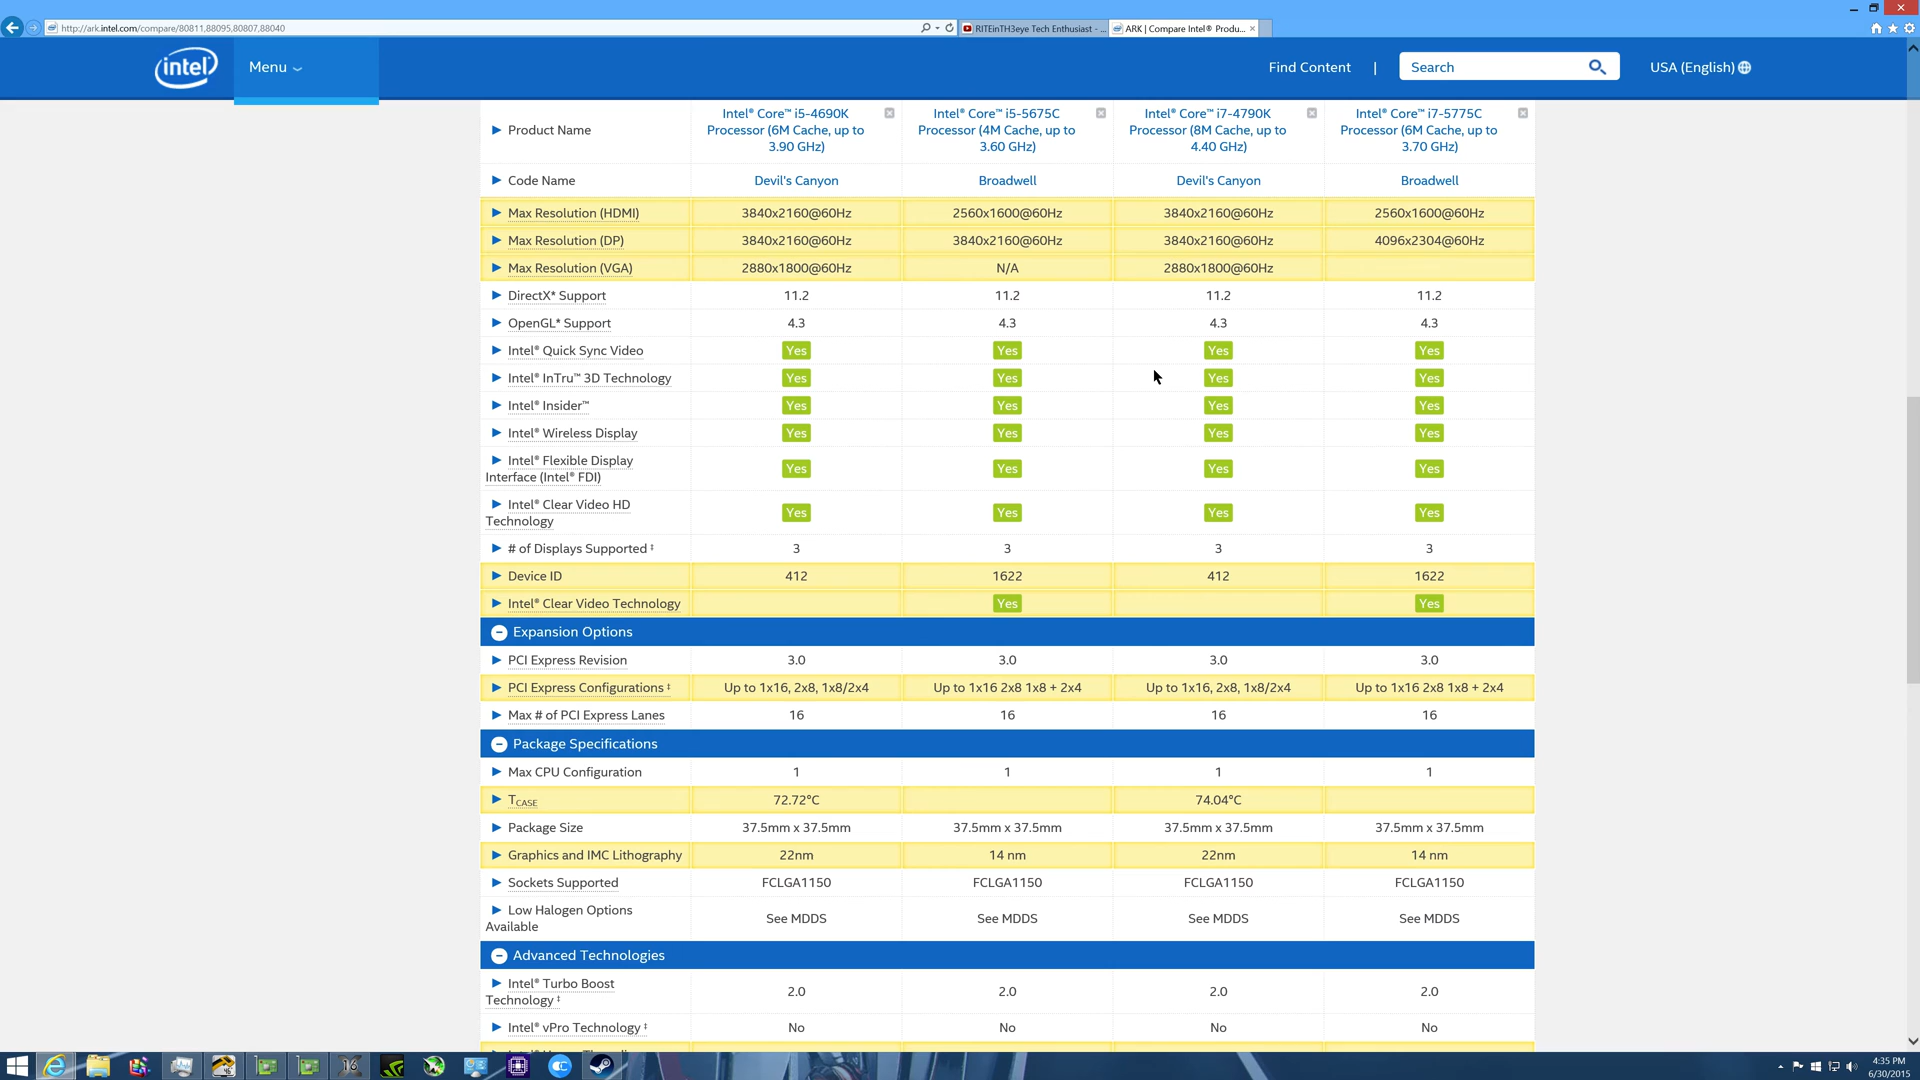 http://ark.intel.com/compare/80811,88095,80807,88040
RITEinTH3eye Tech Enthusiast - ...
ARK | Compare Intel® Produ...
intel
Menu
Find Content | Search USA (English)
Product Name
Intel® Core™ i5-4690K Processor (6M Cache, up to 3.90 GHz)
Intel® Core™ i5-5675C Processor (4M Cache, up to 3.60 GHz)
Intel® Core™ i7-4790K Processor (8M Cache, up to 4.40 GHz)
Intel® Core™ i7-5775C Processor (6M Cache, up to 3.70 GHz)
Code Name Devil's Canyon Broadwell Devil's Canyon Broadwell
Max Resolution (HDMI) 3840x2160@60Hz 2560x1600@60Hz 3840x2160@60Hz 2560x1600@60Hz
Max Resolution (DP) 3840x2160@60Hz 3840x2160@60Hz 3840x2160@60Hz 4096x2304@60Hz
Max Resolution (VGA) 2880x1800@60Hz N/A 2880x1800@60Hz
DirectX* Support 11.2 11.2 11.2 11.2
OpenGL* Support 4.3 4.3 4.3 4.3
Intel® Quick Sync Video Yes Yes Yes Yes
Intel® InTru™ 3D Technology Yes Yes Yes Yes
Intel® Insider™ Yes Yes Yes Yes
Intel® Wireless Display Yes Yes Yes Yes
Intel® Flexible Display
Interface (Intel® FDI) Yes Yes Yes Yes
Intel® Clear Video HD
Technology Yes Yes Yes Yes
# of Displays Supported ‡ 3 3 3 3
Device ID 412 1622 412 1622
Intel® Clear Video Technology Yes Yes
Expansion Options
PCI Express Revision 3.0 3.0 3.0 3.0
PCI Express Configurations ‡ Up to 1x16, 2x8, 1x8/2x4 Up to 1x16 2x8 1x8 + 2x4 Up to 1x16, 2x8, 1x8/2x4 Up to 1x16 2x8 1x8 + 2x4
Max # of PCI Express Lanes 16 16 16 16
Package Specifications
Max CPU Configuration 1 1 1 1
TCASE 72.72°C 74.04°C
Package Size 37.5mm x 37.5mm 37.5mm x 37.5mm 37.5mm x 37.5mm 37.5mm x 37.5mm
Graphics and IMC Lithography 22nm 14 nm 22nm 14 nm
Sockets Supported FCLGA1150 FCLGA1150 FCLGA1150 FCLGA1150
Low Halogen Options
Available See MDDS See MDDS See MDDS See MDDS
Advanced Technologies
Intel® Turbo Boost
Technology ‡ 2.0 2.0 2.0 2.0
Intel® vPro Technology ‡ No No No No
4:35 PM
6/30/2015